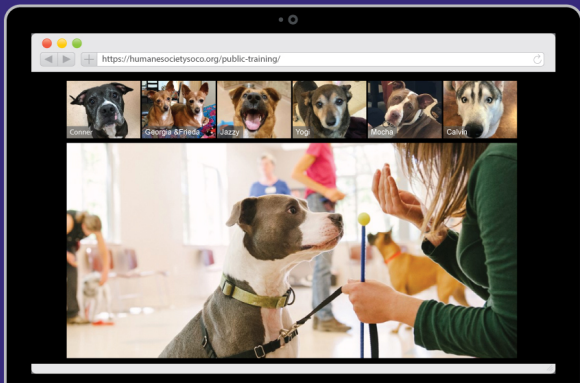 https://humanesocietysoco.org/public-training/
Conner
Georgia &Frieda
Jazzy
Yogi
Mocha
Calvin